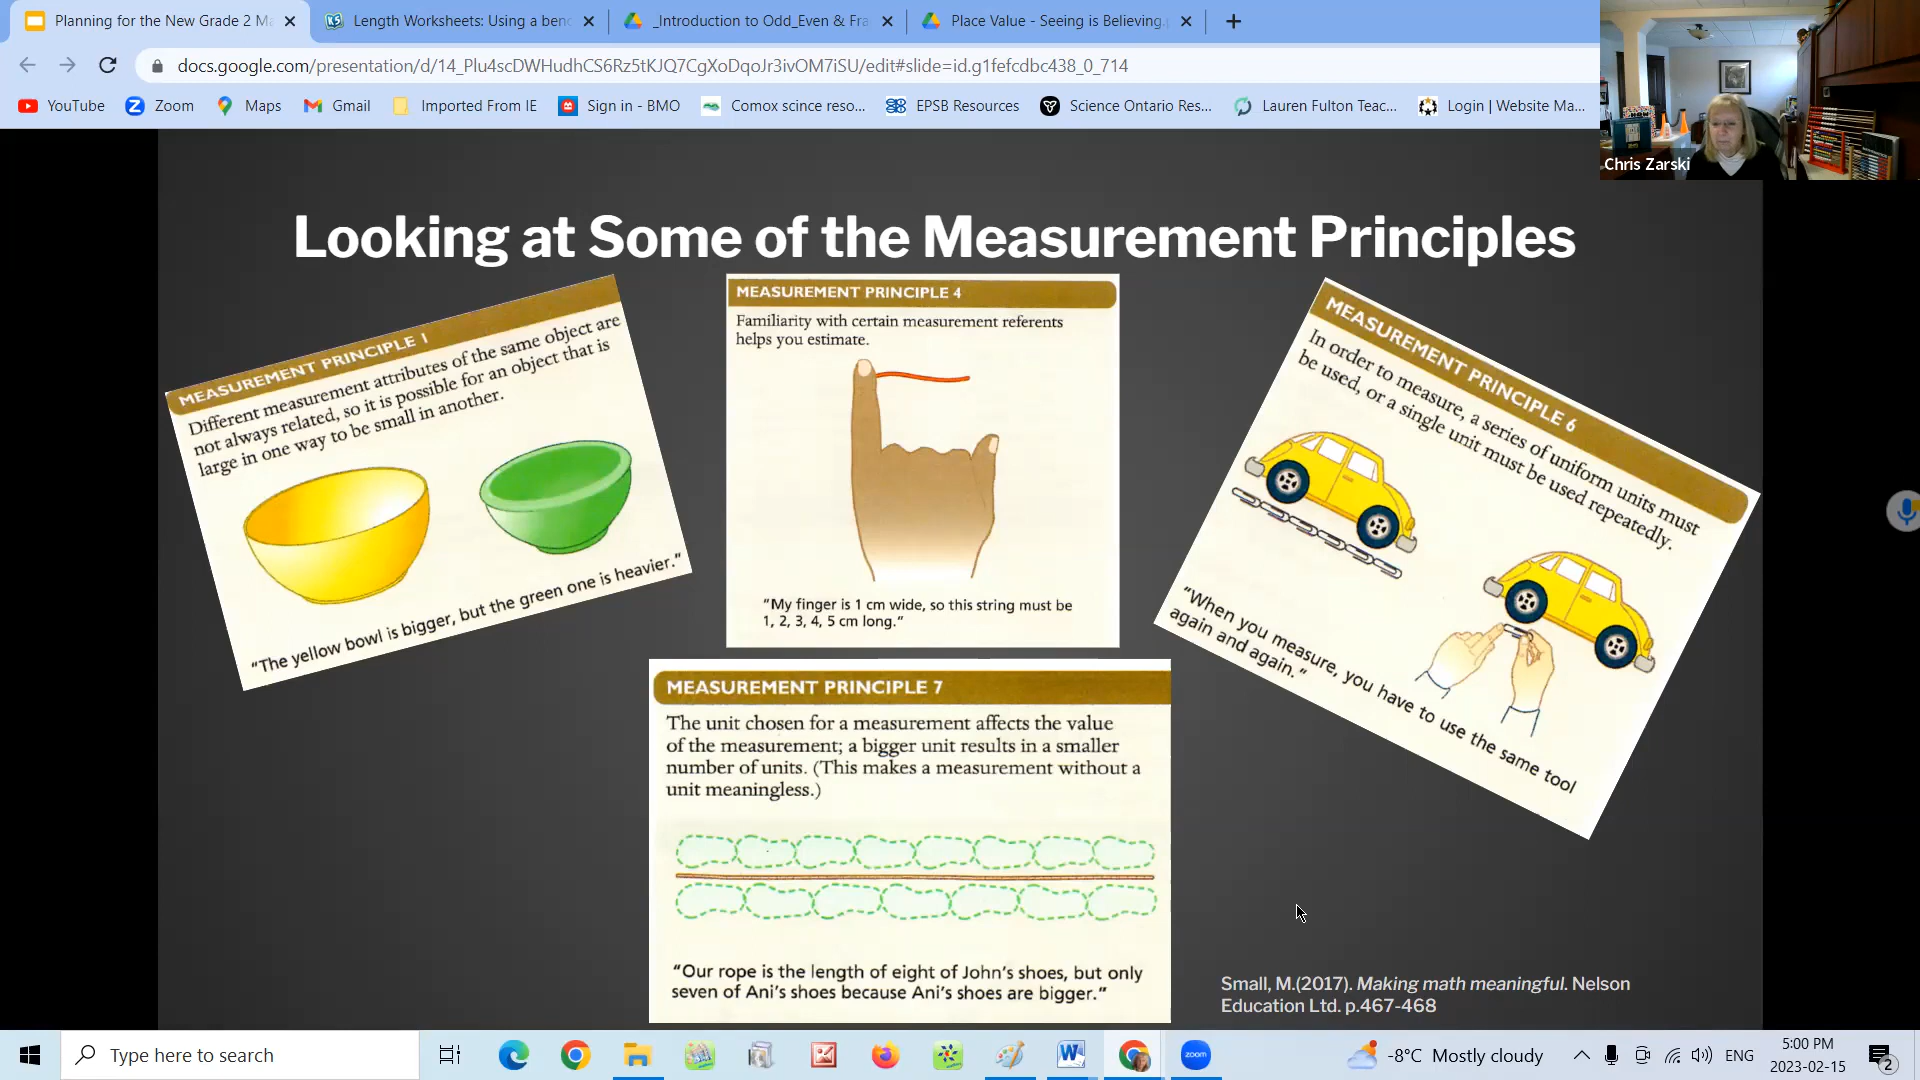 Planning for the New Grade 2 Ma
Length Worksheets: Using a ben
_Introduction to Odd_Even & Fra
Place Value - Seeing is Believing.
docs.google.com/presentation/d/14_Plu4scDWHudhCS6Rz5tKJQ7CgXoDqoJr3ivOM7iSU/edit#slide=id.g1fefcdbc438_0_714
YouTube
Zoom
Maps
Gmail
Imported From IE
Sign in - BMO
Comox scince reso...
EPSB Resources
Science Ontario Res...
Lauren Fulton Teac...
Login | Website Ma...
Chris Zarski
Looking at Some of the Measurement Principles
MEASUREMENT PRINCIPLE 1
Different measurement attributes of the same object are
not always related, so it is possible for an object that is
large in one way to be small in another.
"The yellow bowl is bigger, but the green one is heavier."
MEASUREMENT PRINCIPLE 4
Familiarity with certain measurement referents
helps you estimate.
"My finger is 1 cm wide, so this string must be
1, 2, 3, 4, 5 cm long."
MEASUREMENT PRINCIPLE 6
In order to measure, a series of uniform units must
be used, or a single unit must be used repeatedly.
"When you measure, you have to use the same tool
again and again."
MEASUREMENT PRINCIPLE 7
The unit chosen for a measurement affects the value
of the measurement; a bigger unit results in a smaller
number of units. (This makes a measurement without a
unit meaningless.)
"Our rope is the length of eight of John's shoes, but only
seven of Ani's shoes because Ani's shoes are bigger."
Small, M.(2017). Making math meaningful. Nelson
Education Ltd. p.467-468
Type here to search
zoom
-8°C Mostly cloudy
ENG
5:00 PM
2023-02-15
2